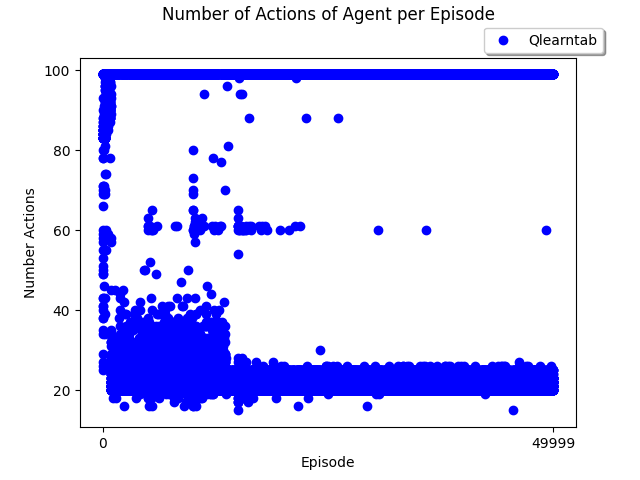 Number of Actions of Agent per Episode
Qlearntab
100
80
60
40
20
Number Actions
0
49999
Episode